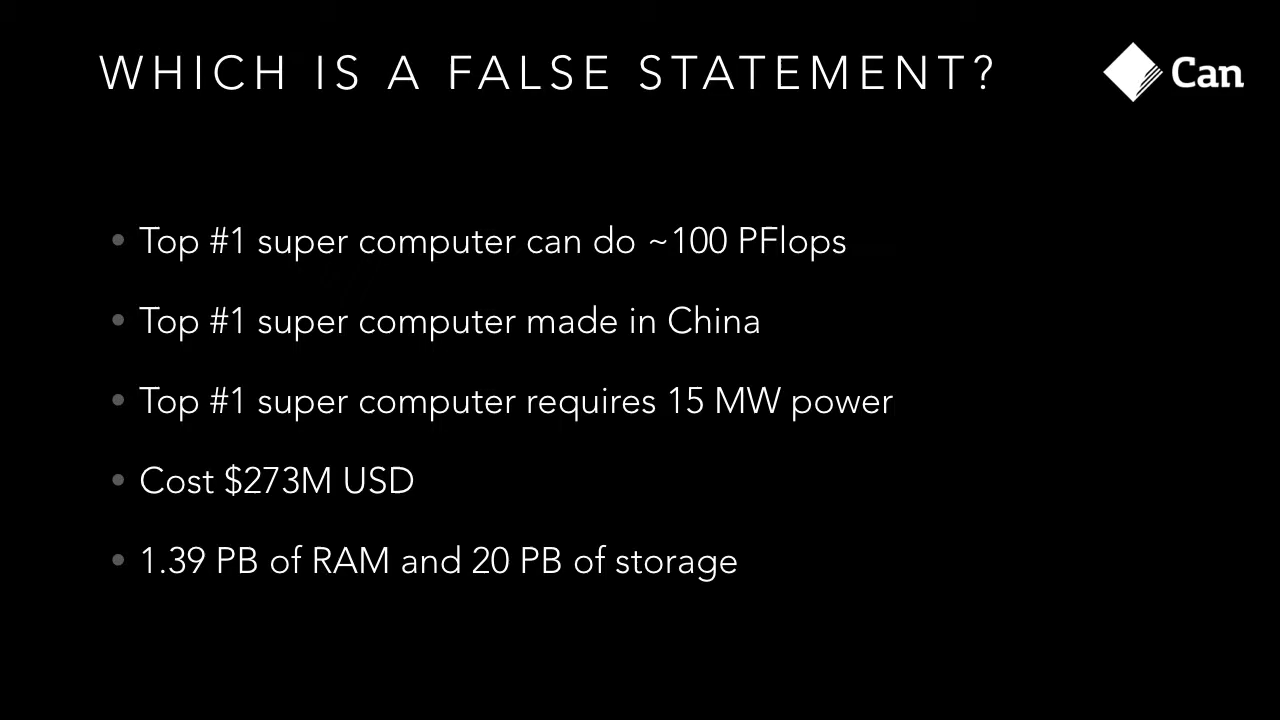 WHICH IS A FALSE STATEMENT?
Can
• Top #1 super computer can do ~100 PFlops
• Top #1 super computer made in China
• Top #1 super computer requires 15 MW power
• Cost $273M USD
• 1.39 PB of RAM and 20 PB of storage